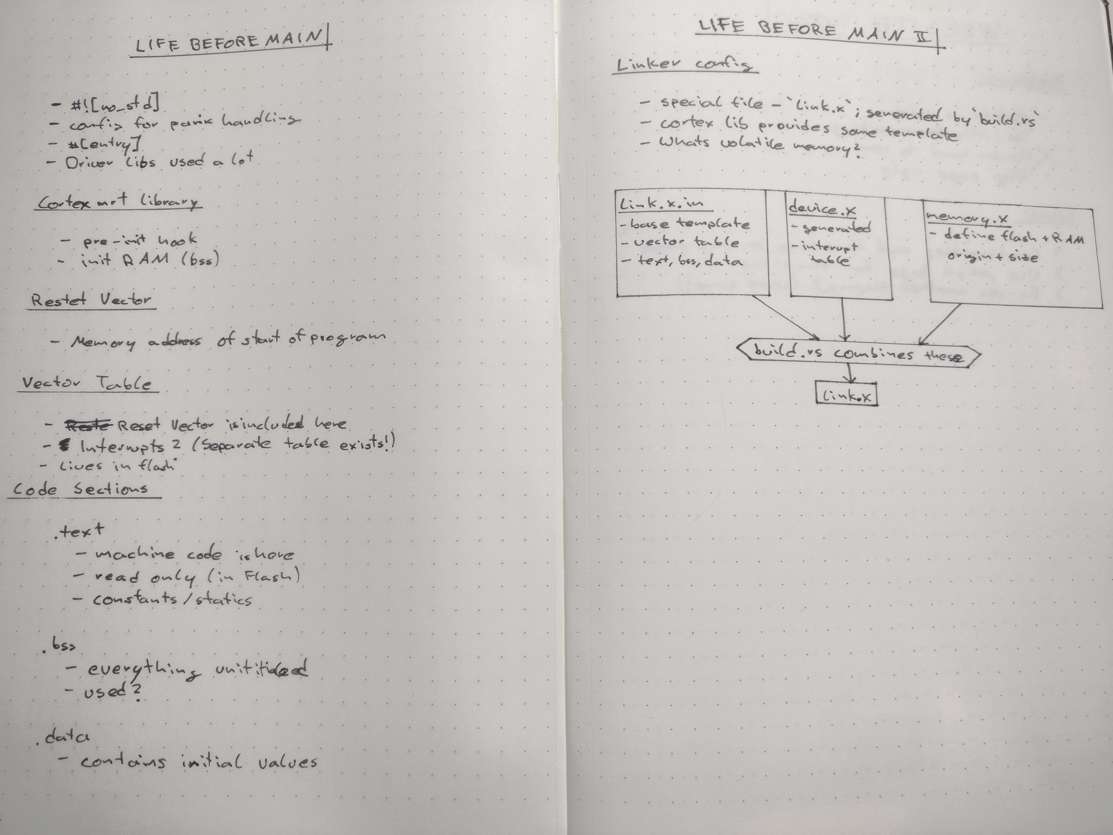 LIFE BEFORE MAIN
- #![no_std]
- config for panic handling
- #[entry]
- Driver Libs used a lot
Cortex m rt library
- pre-init hook
- init RAM (bss)
Restet Vector
- Memory address of start of program
Vector Table
- Reset Vector is included here
- Interrupts? (Separate table exists!)
- Lives in flash
Code Sections
.text
- machine code is here
- read only (in Flash)
- constants/statics
.bss
- everything
- used?
.data
- contains initial values
LIFE BEFORE MAIN II
Linker config
- special file - `link.x`; generated by `build.rs`
- cortex lib provides some template
- Whats volatile memory?
link.x.in
- base template
- vector table
- text, bss, data
device.x
- generated
- interupt
table
memory.x
- define flash + RAM
origin + size
build.rs combines these
link.x